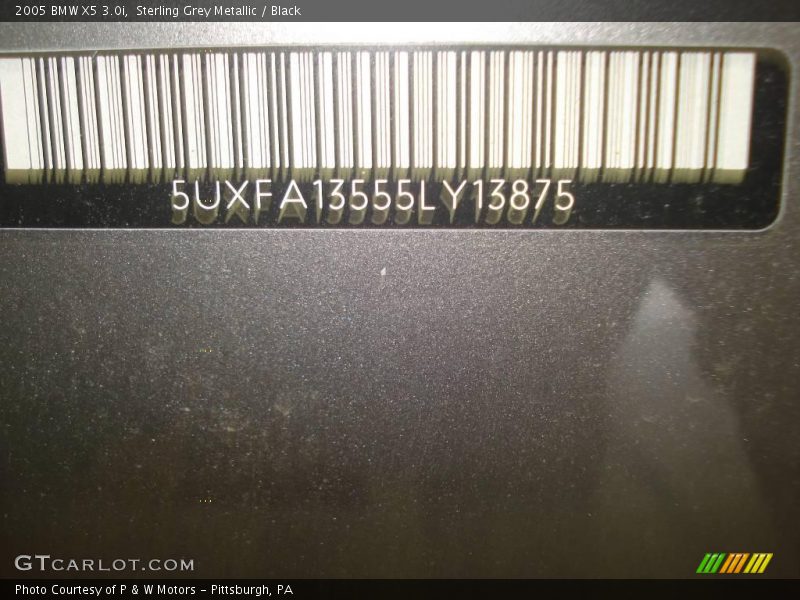 2005 BMW X5 3.0i,  Sterling Grey Metallic / Black
5UXFA13555LY13875
GTCARLOT.COM
Photo Courtesy of P & W Motors - Pittsburgh, PA